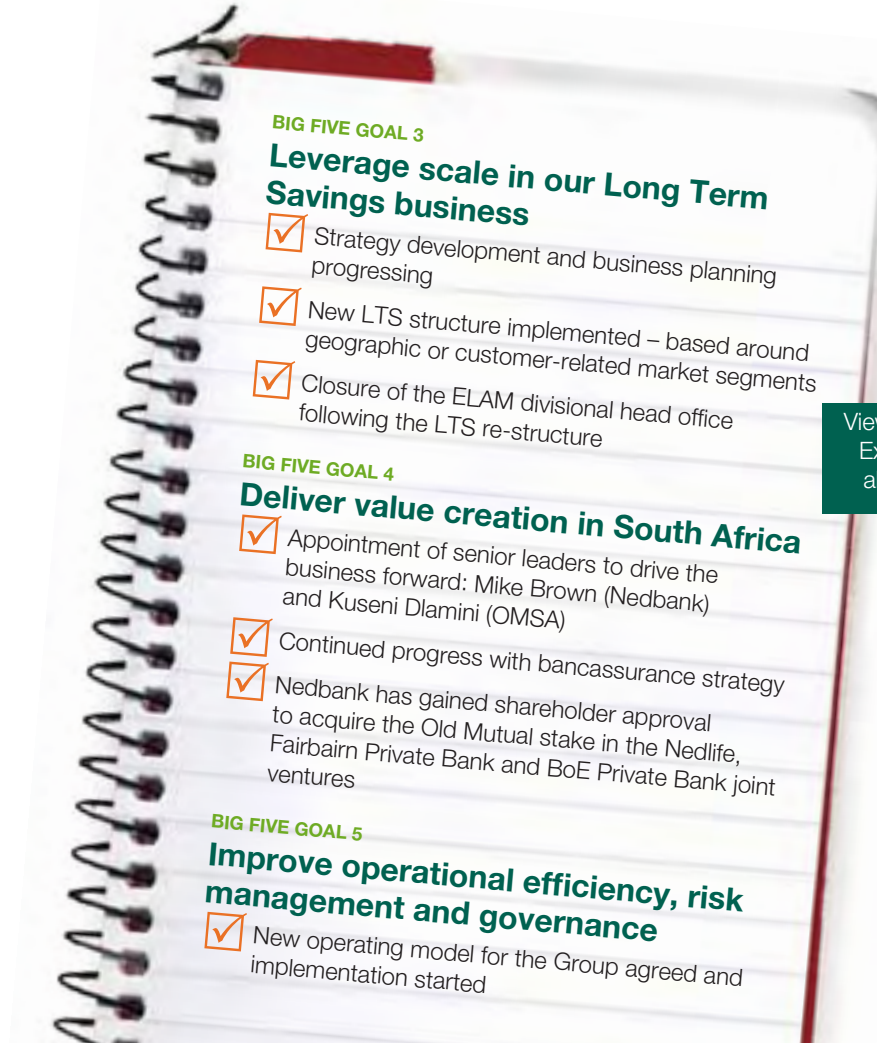 BIG FIVE GOAL 3
Leverage scale in our Long Term
Savings business
Strategy development and business planning
progressing
New LTS structure implemented – based around
geographic or customer-related market segments
Closure of the ELAM divisional head office
following the LTS re-structure
BIG FIVE GOAL 4
Deliver value creation in South Africa
Appointment of senior leaders to drive the
business forward: Mike Brown (Nedbank)
and Kuseni Dlamini (OMSA)
Continued progress with bancassurance strategy
Nedbank has gained shareholder approval
to acquire the Old Mutual stake in the Nedlife,
Fairbairn Private Bank and BoE Private Bank joint
ventures
BIG FIVE GOAL 5
Improve operational efficiency, risk
management and governance
New operating model for the Group agreed and
implementation started